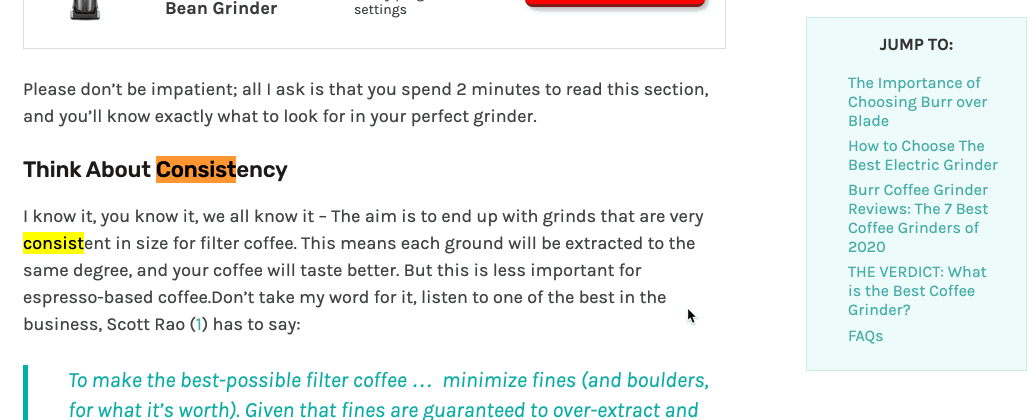 Bean Grinder
settings
Please don't be impatient; all I ask is that you spend 2 minutes to read this section,
and you'll know exactly what to look for in your perfect grinder.
Think About Consistency
I know it, you know it, we all know it – The aim is to end up with grinds that are very
consistent in size for filter coffee. This means each ground will be extracted to the
same degree, and your coffee will taste better. But this is less important for
espresso-based coffee.Don't take my word for it, listen to one of the best in the
business, Scott Rao (1) has to say:
To make the best-possible filter coffee … minimize fines (and boulders,
for what it's worth). Given that fines are guaranteed to over-extract and
JUMP TO:
The Importance of
Choosing Burr over
Blade
How to Choose The
Best Electric Grinder
Burr Coffee Grinder
Reviews: The 7 Best
Coffee Grinders of
2020
THE VERDICT: What
is the Best Coffee
Grinder?
FAQs